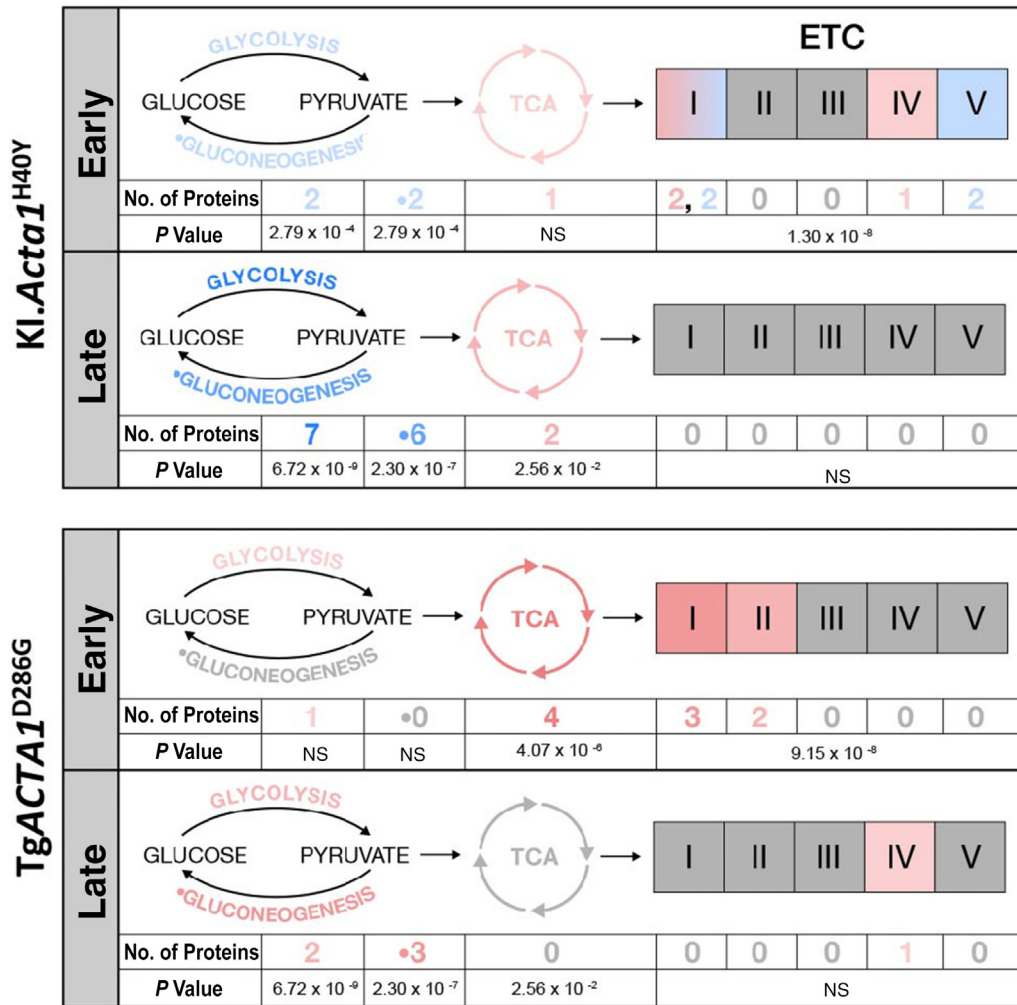 KI.Acta1H40Y
Early
GLYCOLYSIS
ETC
GLUCOSE PYRUVATE TCA I II III IV V
•GLUCONEOGENESIS
No. of Proteins 2 •2 1 2, 2 0 0 1 2
P Value 2.79 x 10 -4 2.79 x 10 -4 NS 1.30 x 10 -8
Late
GLYCOLYSIS
GLUCOSE PYRUVATE TCA I II III IV V
•GLUCONEOGENESIS
No. of Proteins 7 •6 2 0 0 0 0 0
P Value 6.72 x 10 -9 2.30 x 10 -7 2.56 x 10 -2 NS
TgACTA1D286G
Early
GLYCOLYSIS
GLUCOSE PYRUVATE TCA I II III IV V
•GLUCONEOGENESIS
No. of Proteins 1 •0 4 3 2 0 0 0
P Value NS NS 4.07 x 10 -6 9.15 x 10 -8
Late
GLYCOLYSIS
GLUCOSE PYRUVATE TCA I II III IV V
•GLUCONEOGENESIS
No. of Proteins 2 •3 0 0 0 0 1 0
P Value 6.72 x 10 -9 2.30 x 10 -7 2.56 x 10 -2 NS